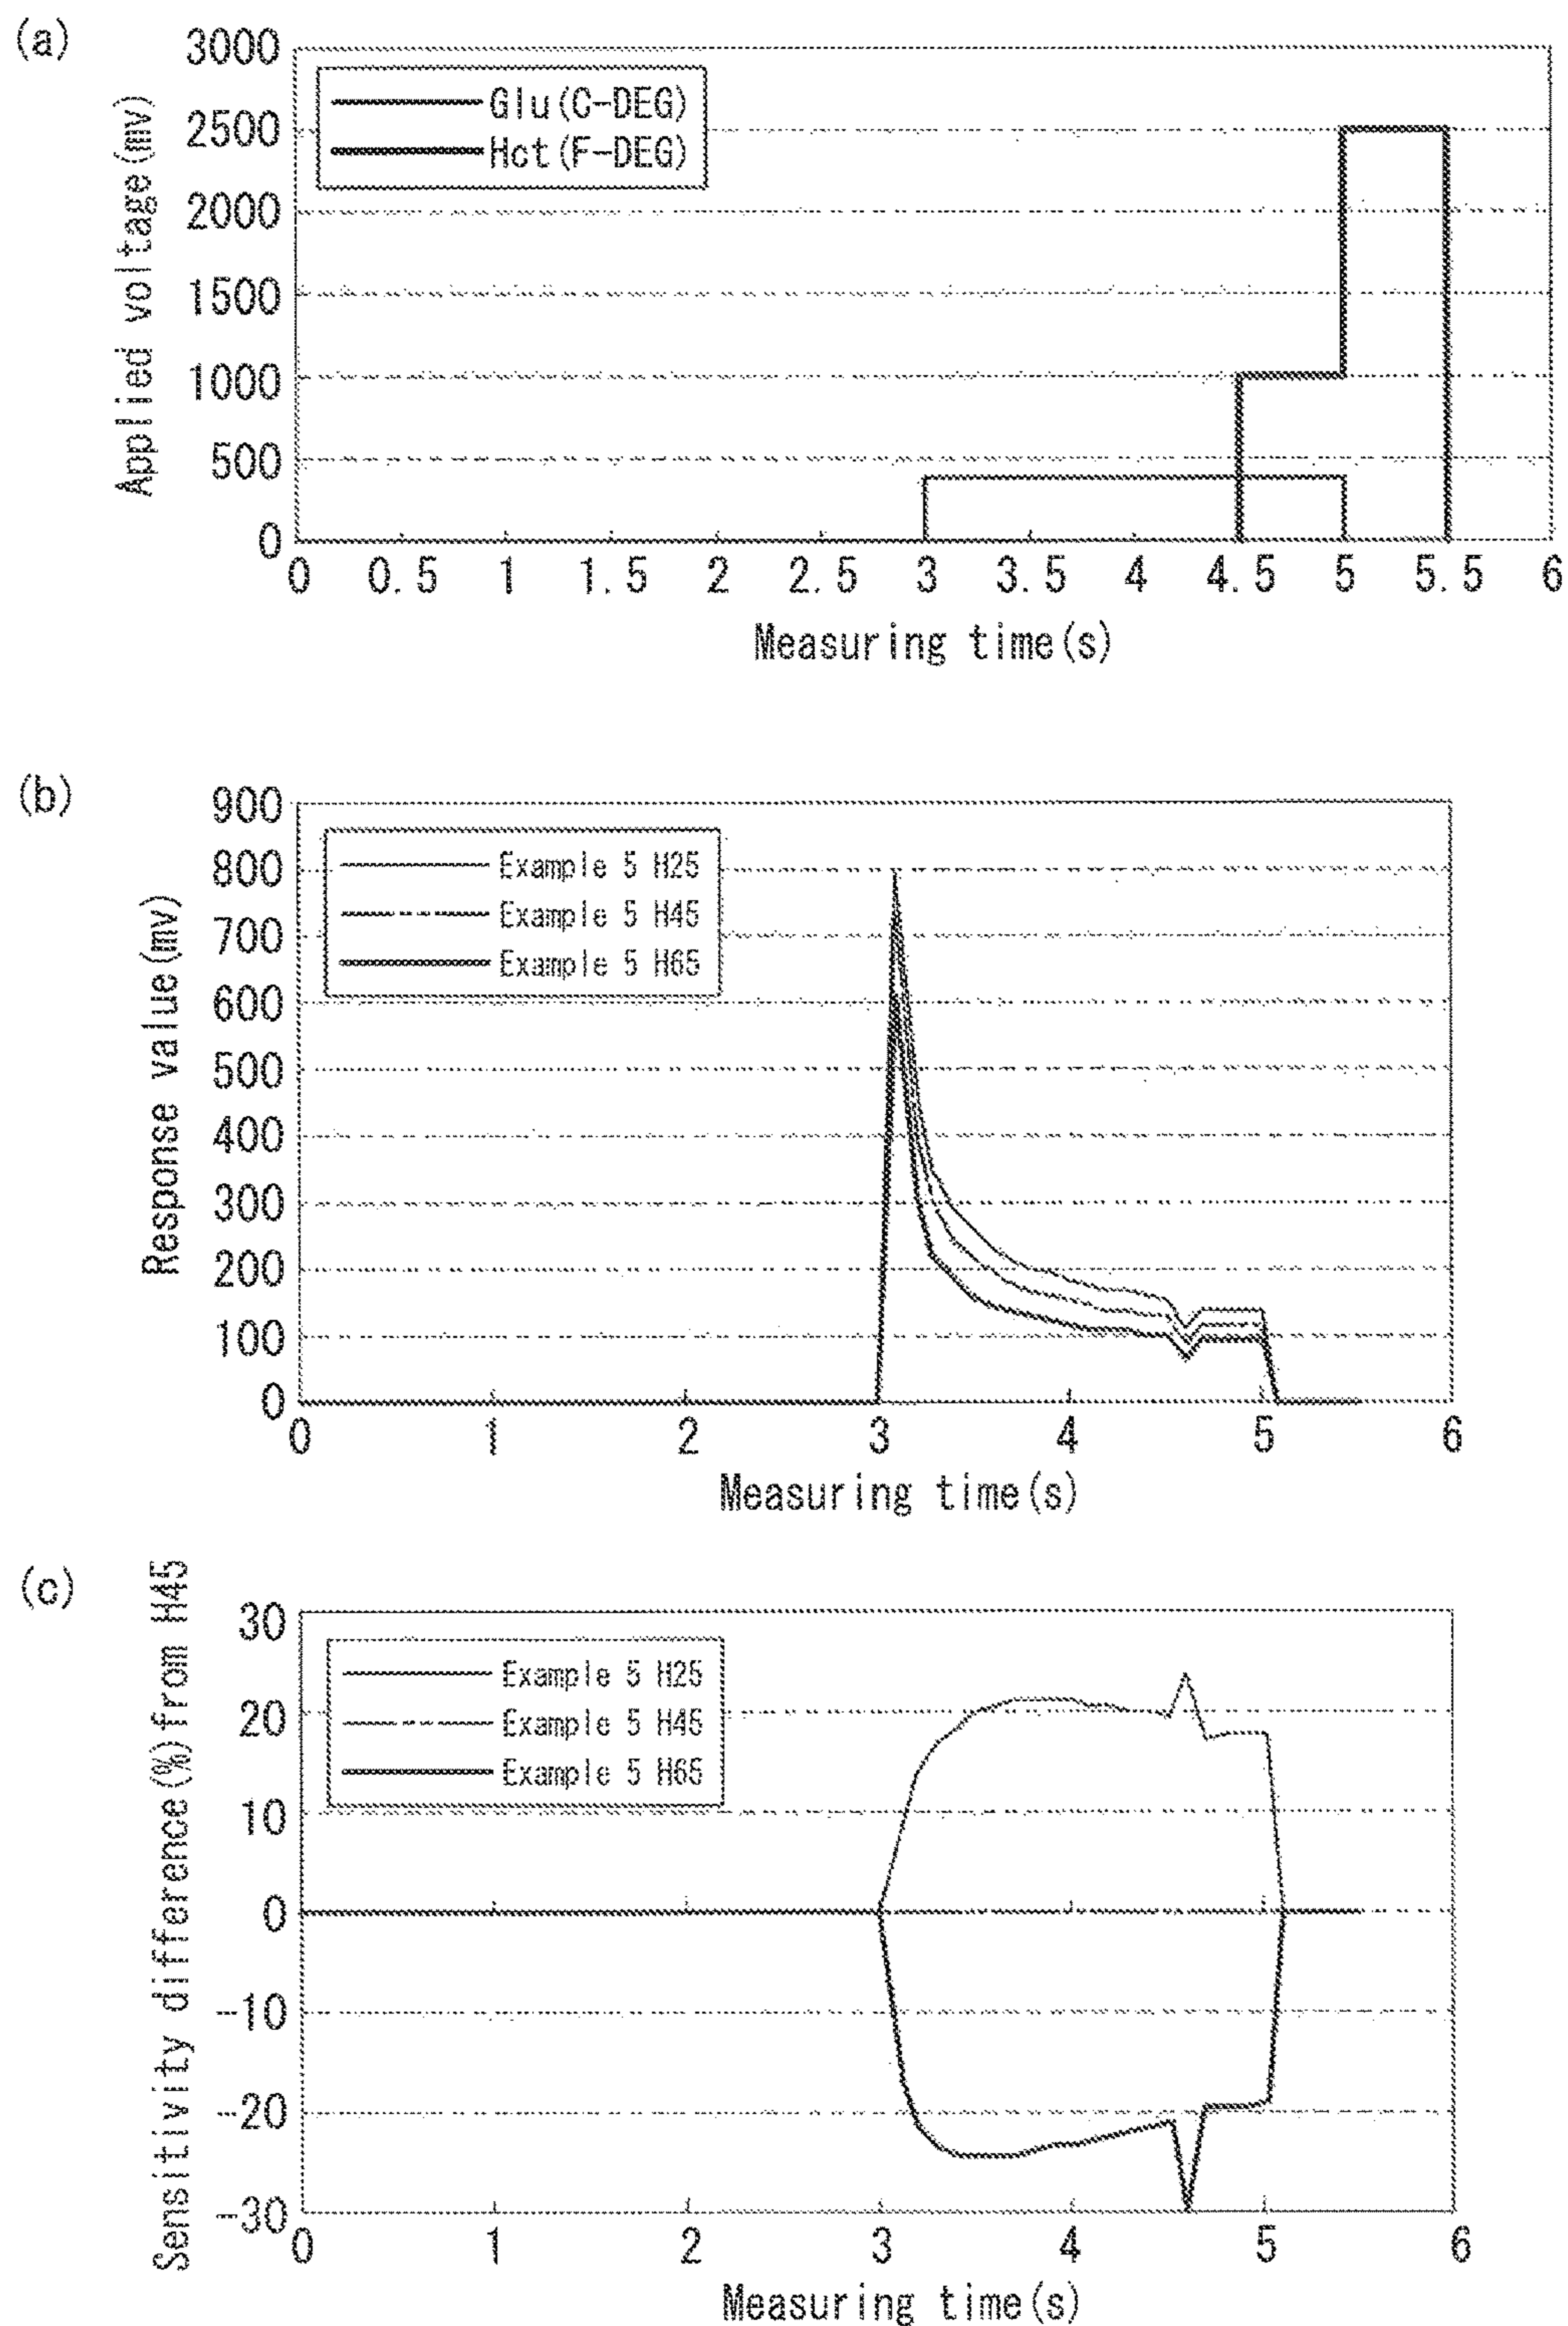 (a)
Applied voltage(mv)
3000
2500
2000
1500
1000
500
0
Glu(C-DEG)
Hct(F-DEG)
0 0.5 1 1.5 2 2.5 3 3.5 4 4.5 5 5.5 6
Measuring time(s)
(b)
Response value(mv)
900
800
700
600
500
400
300
200
100
0
Example 5 H25
Example 5 H45
Example 5 H65
0 1 2 3 4 5 6
Measuring time(s)
(c)
Sensitivity difference(%)from H45
30
20
10
0
-10
-20
-30
Example 5 H25
Example 5 H45
Example 5 H65
0 1 2 3 4 5 6
Measuring time(s)